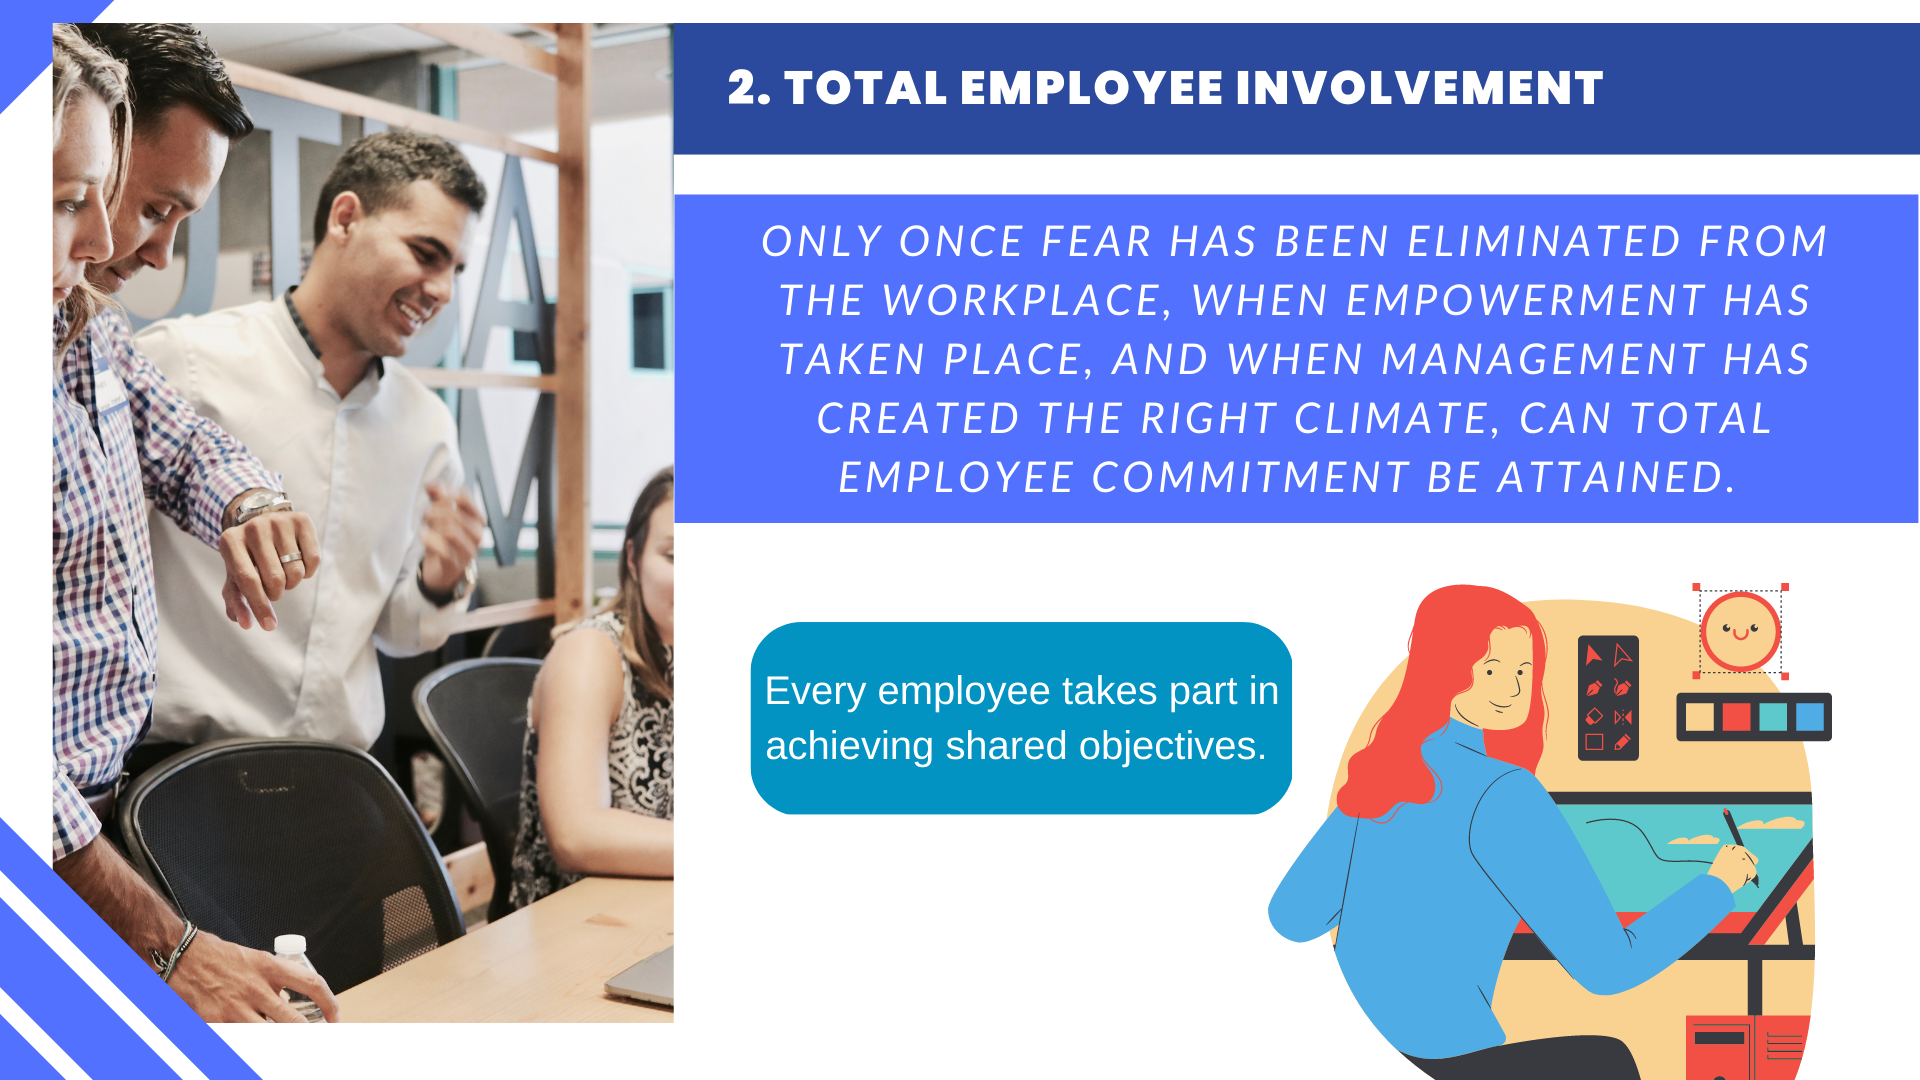 2. TOTAL EMPLOYEE INVOLVEMENT
ONLY ONCE FEAR HAS BEEN ELIMINATED FROM
THE WORKPLACE, WHEN EMPOWERMENT HAS
TAKEN PLACE, AND WHEN MANAGEMENT HAS
CREATED THE RIGHT CLIMATE, CAN TOTAL
EMPLOYEE COMMITMENT BE ATTAINED.
Every employee takes part in
achieving shared objectives.